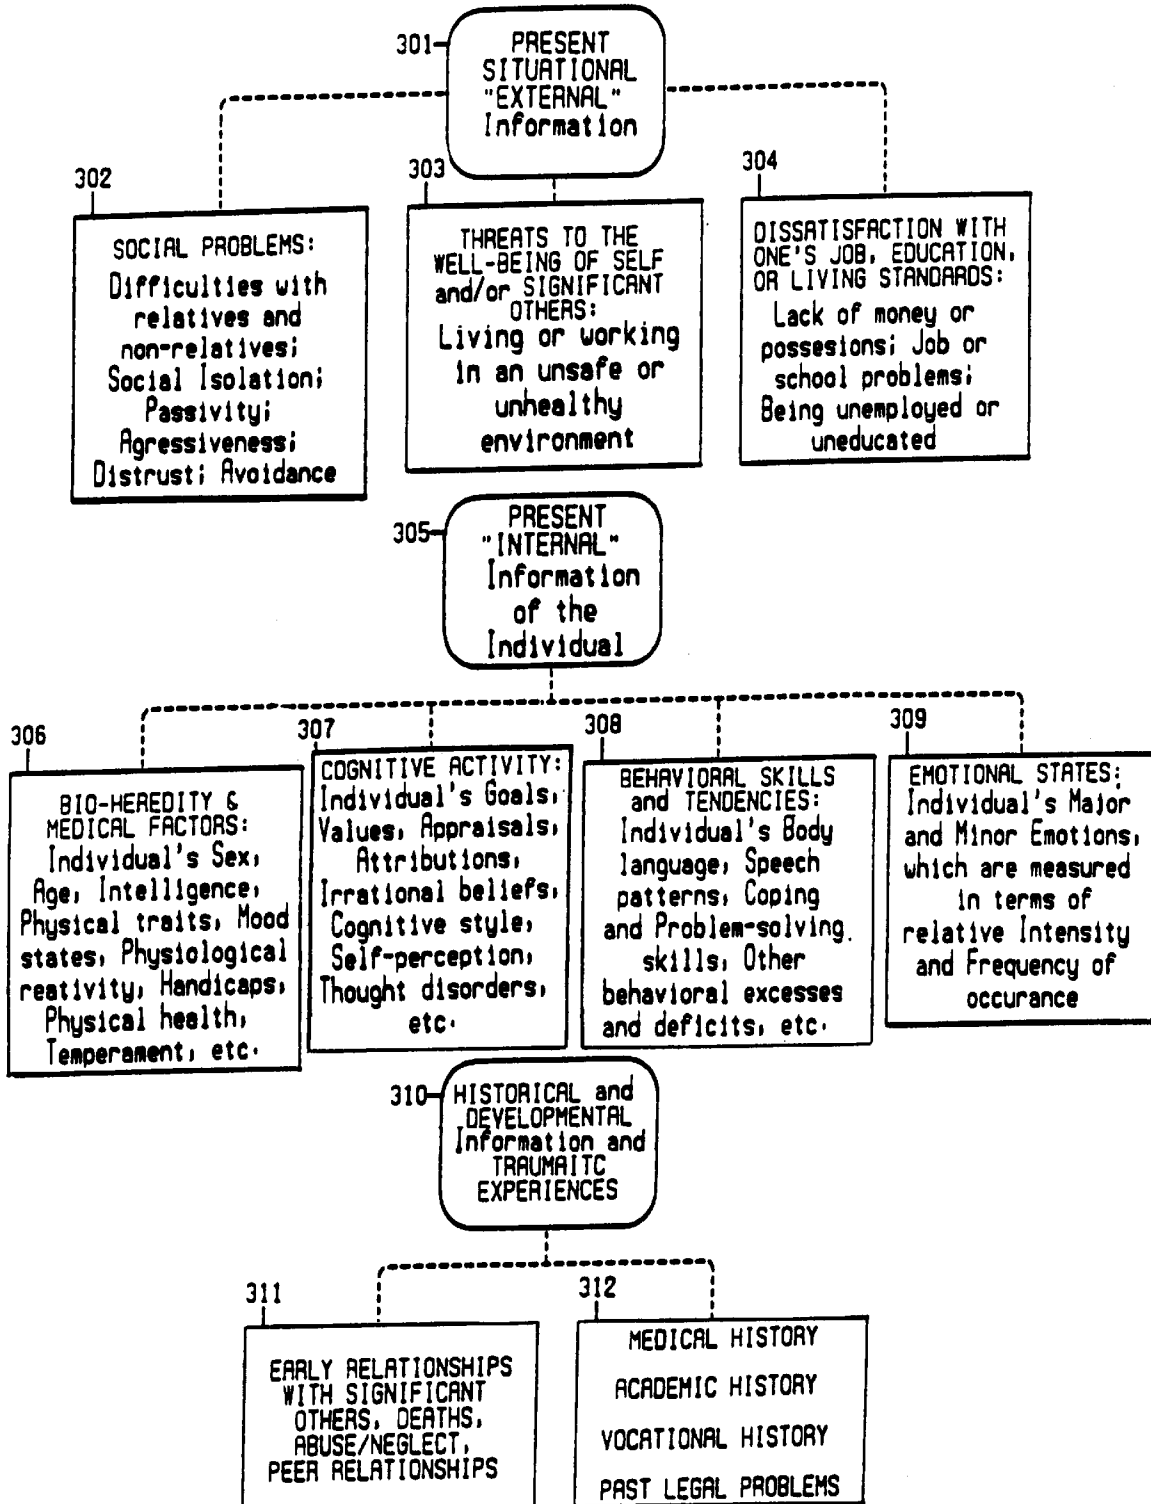 301
PRESENT
SITUATIONAL
"EXTERNAL"
Information
302
SOCIAL PROBLEMS:
Difficulties with
relatives and
non-relatives;
Social Isolation;
Passivity;
Agressiveness;
Distrust; Avoidance
303
THREATS TO THE
WELL-BEING OF SELF
and/or SIGNIFICANT
OTHERS:
Living or working
in an unsafe or
unhealthy
environment
304
DISSATISFACTION WITH
ONE'S JOB, EDUCATION,
OR LIVING STANDARDS:
Lack of money or
possesions; Job or
school problems;
Being unemployed or
uneducated
305
PRESENT
"INTERNAL"
Information
of the
Individual
306
BIO-HEREDITY &
MEDICAL FACTORS:
Individual's Sex,
Age, Intelligence,
Physical traits, Mood
states, Physiological
reativity, Handicaps,
Physical health,
Temperament, etc.
307
COGNITIVE ACTIVITY:
Individual's Goals,
Values, Appraisals,
Attributions,
Irrational beliefs,
Cognitive style,
Self-perception,
Thought disorders,
etc.
308
BEHAVIORAL SKILLS
and TENDENCIES:
Individual's Body
language, Speech
patterns, Coping
and Problem-solving
skills, Other
behavioral excesses
and deficits, etc.
309
EMOTIONAL STATES:
Individual's Major
and Minor Emotions,
which are measured
in terms of
relative Intensity
and Frequency of
occurance
310
HISTORICAL and
DEVELOPMENTAL
Information and
TRAUMAITC
EXPERIENCES
311
EARLY RELATIONSHIPS
WITH SIGNIFICANT
OTHERS, DEATHS,
ABUSE/NEGLECT,
PEER RELATIONSHIPS
312
MEDICAL HISTORY
ACADEMIC HISTORY
VOCATIONAL HISTORY
PAST LEGAL PROBLEMS